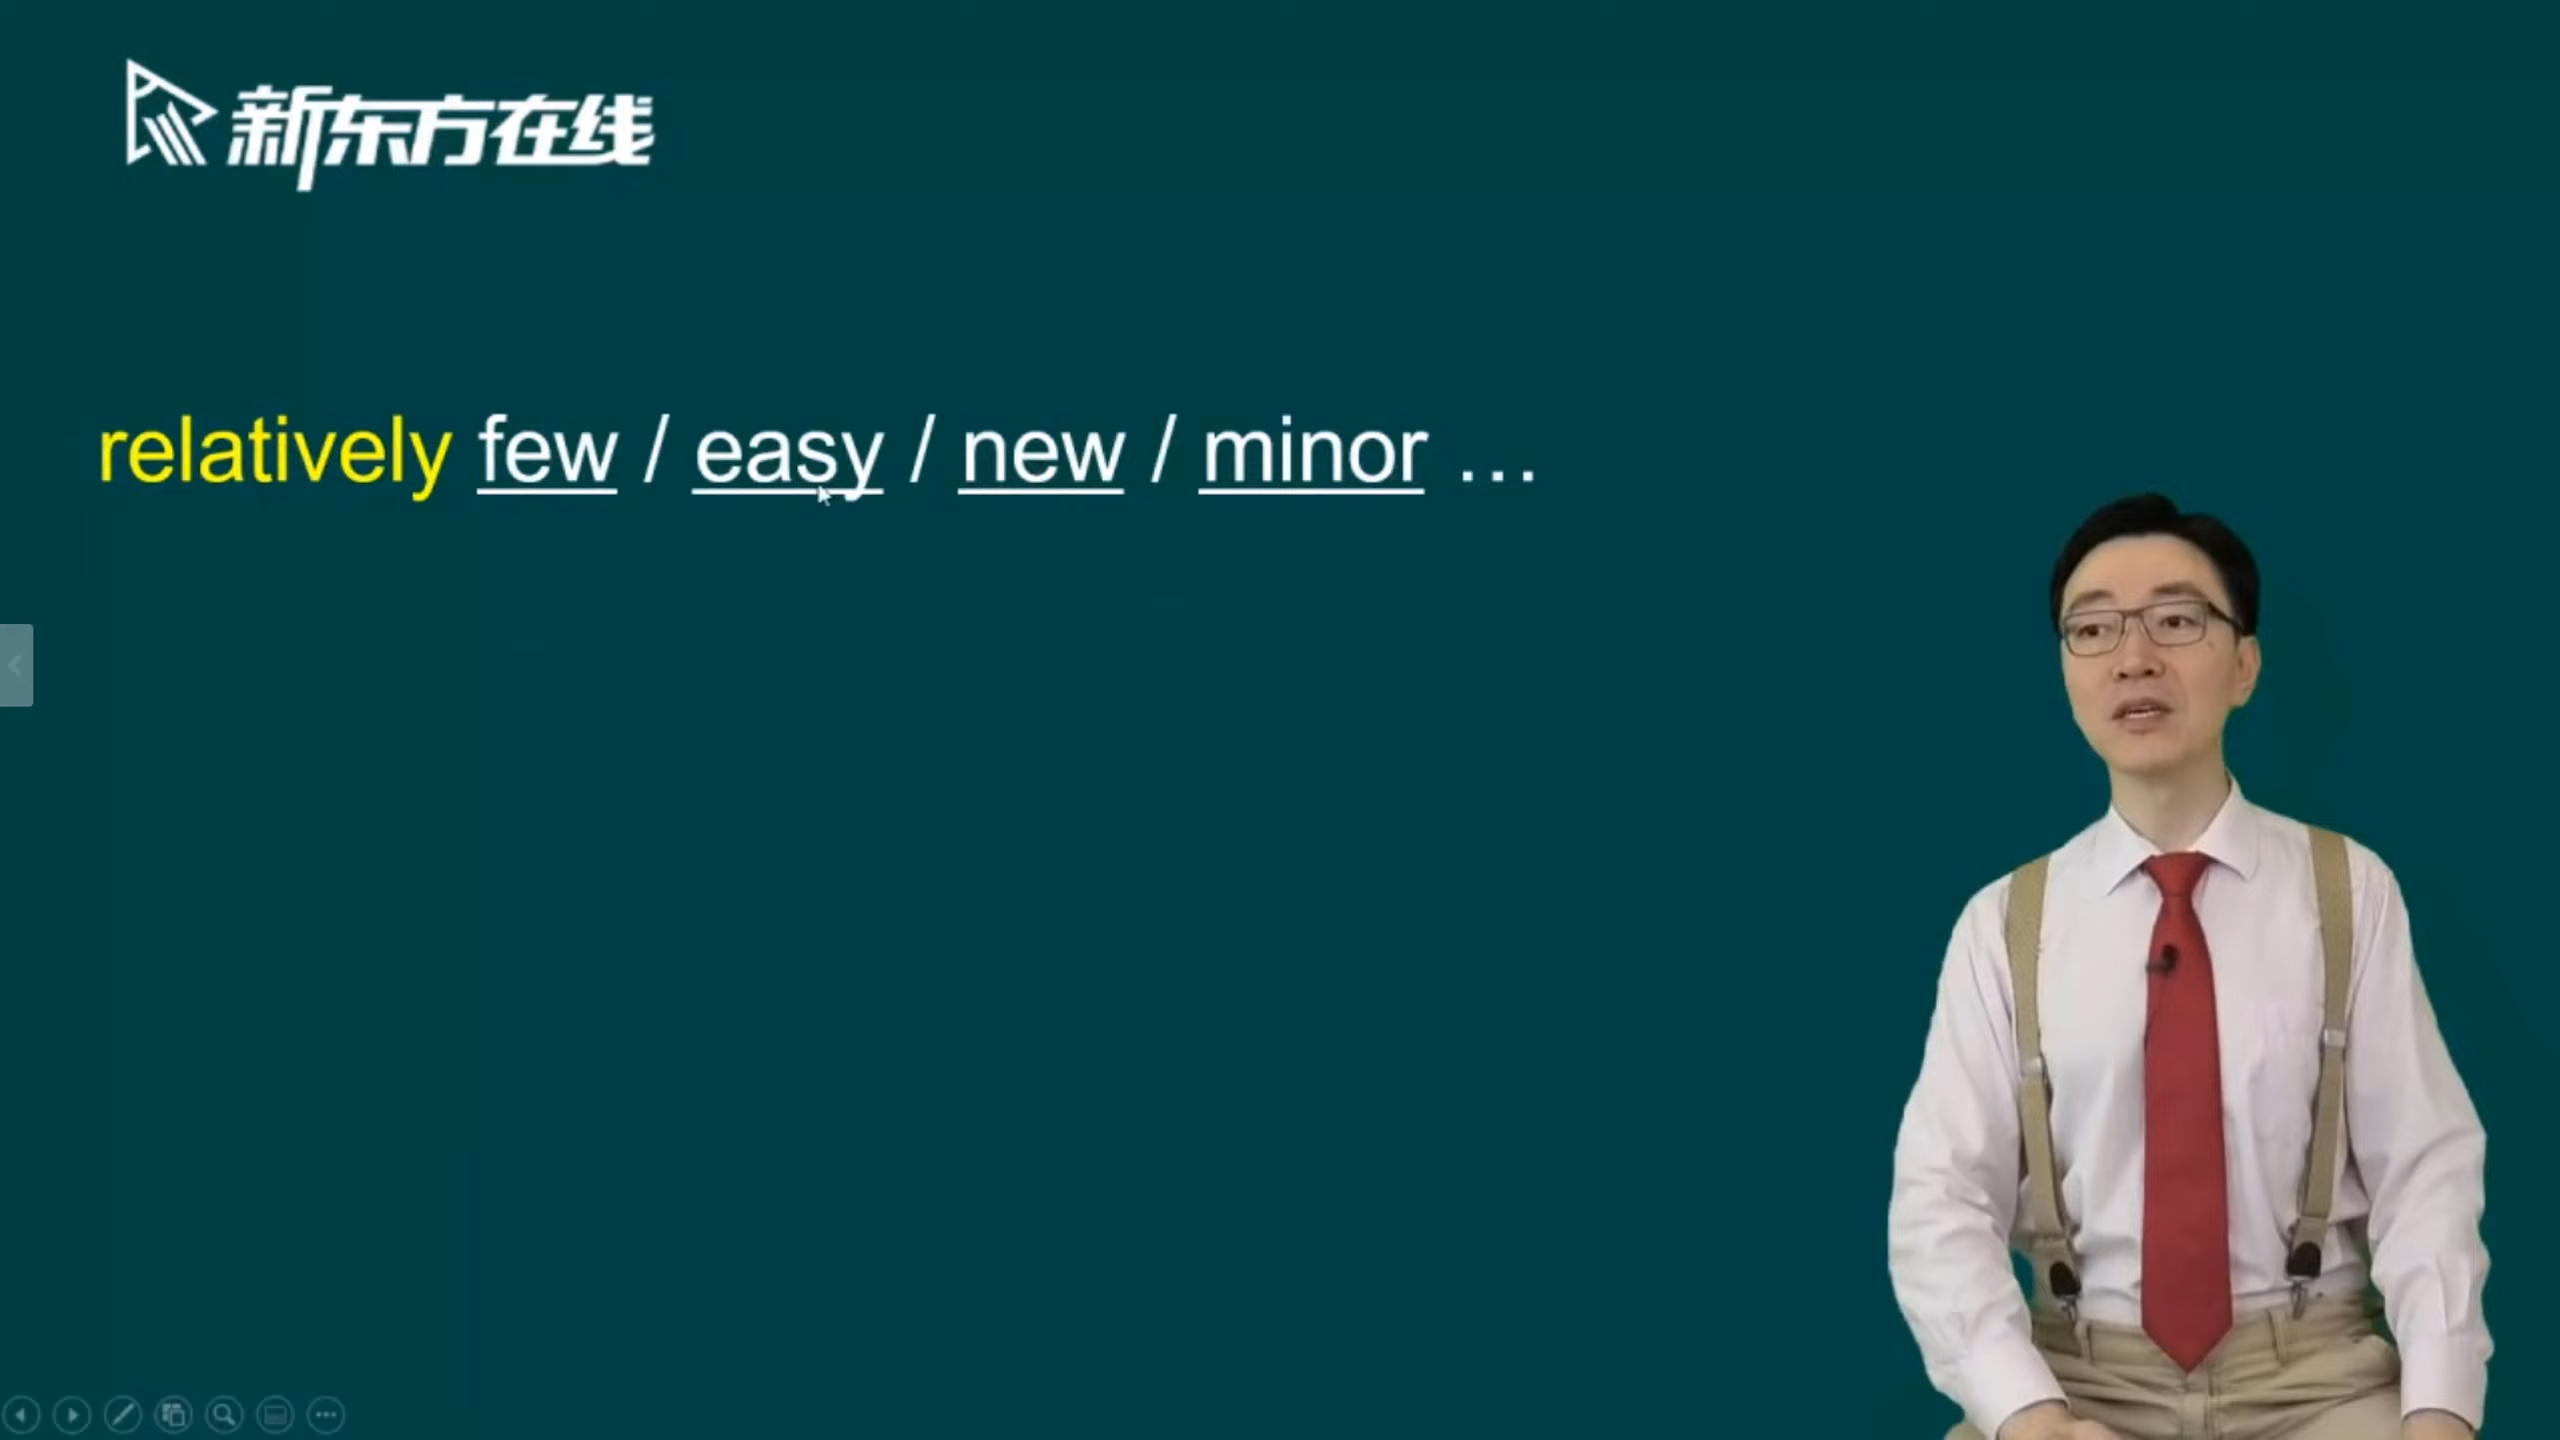 新东方在线
relatively few / easy / new / minor …